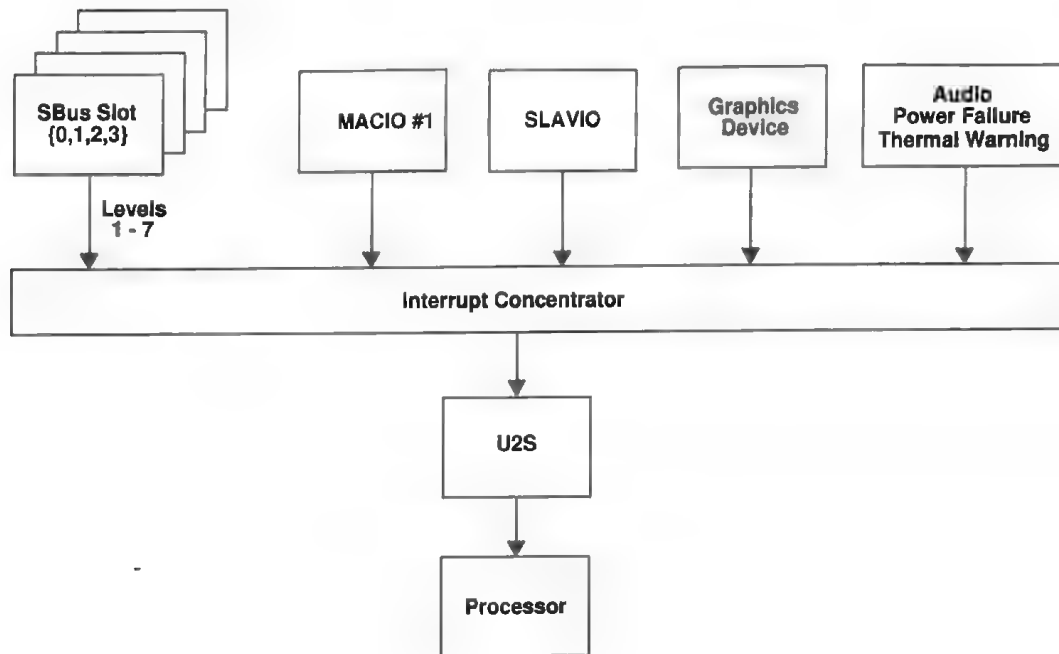 SBus Slot
{0,1,2,3}
MACIO #1
SLAVIO
Graphics
Device
Audio
Power Failure
Thermal Warning
Levels
1 - 7
Interrupt Concentrator
U2S
Processor